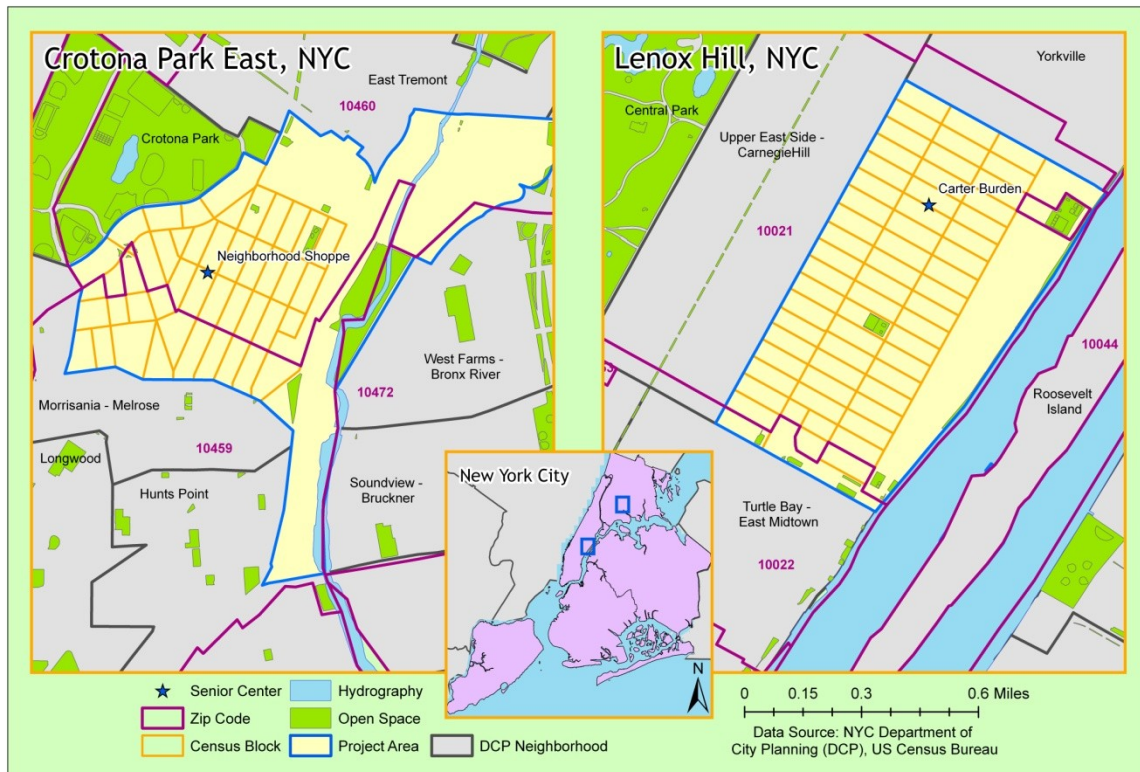 Crotona Park East, NYC
East Tremont
10460
Crotona Park
Neighborhood Shoppe
West Farms -
Bronx River
10472
Morrisania - Melrose
10459
Longwood
Hunts Point
Soundview -
Bruckner
Lenox Hill, NYC
Yorkville
Central Park
Upper East Side -
CarnegieHill
Carter Burden
10021
10044
Roosevelt
Island
Turtle Bay -
East Midtown
10022
New York City
N
Senior Center
Hydrography
Zip Code
Open Space
Census Block
Project Area
DCP Neighborhood
0 0.15 0.3 0.6 Miles
Data Source: NYC Department of
City Planning (DCP), US Census Bureau